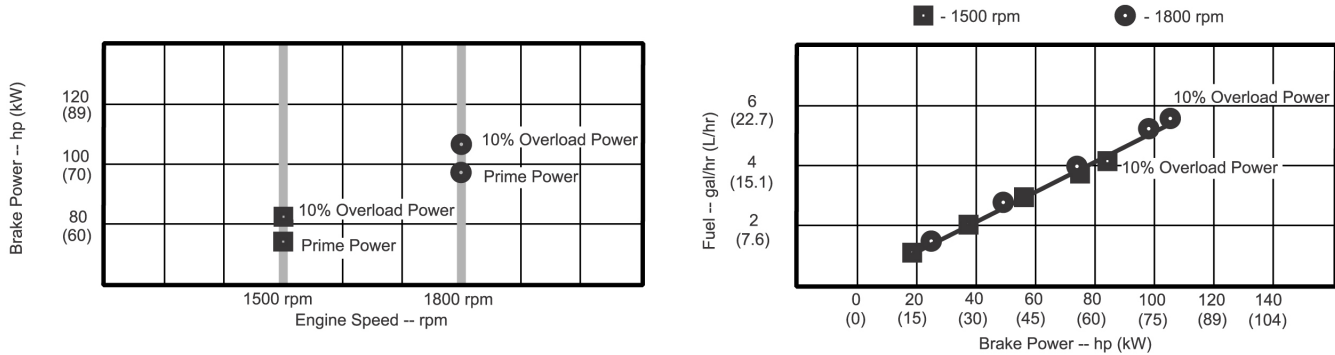 Brake Power -- hp (kW)
120
(89)
100
(70)
80
(60)
10% Overload Power
Prime Power
10% Overload Power
Prime Power
1500 rpm
1800 rpm
Engine Speed -- rpm
- 1500 rpm
- 1800 rpm
Fuel -- gal/hr (L/hr)
6
(22.7)
4
(15.1)
2
(7.6)
10% Overload Power
10% Overload Power
0
(0)
20
(15)
40
(30)
60
(45)
80
(60)
100
(75)
120
(89)
140
(104)
Brake Power -- hp (kW)